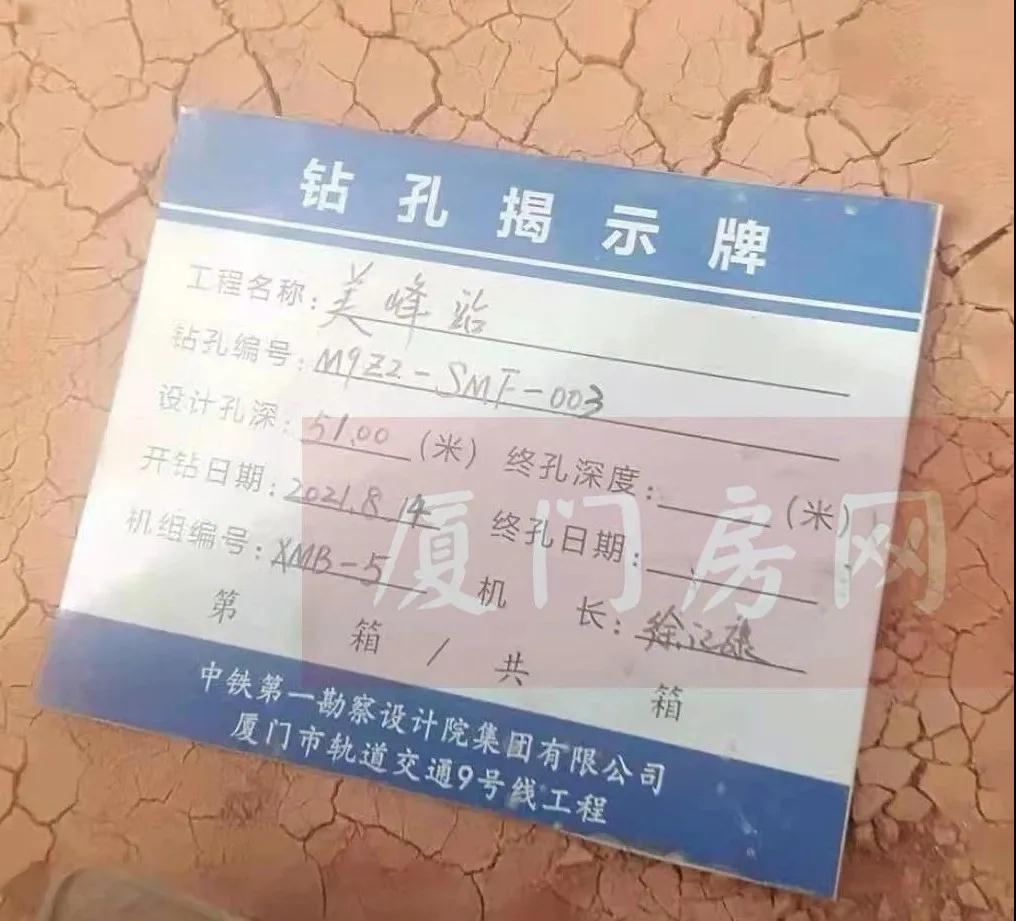 钻孔揭示牌
工程名称：美峰站
钻孔编号：M9Z2-SMF-003
设计孔深：51.00（米） 终孔深度：（米）
开钻日期：2021.8.14 终孔日期：
机组编号：XMB-5 机长：徐
第 箱/共 箱
中铁第一勘察设计院集团有限公司
厦门市轨道交通9号线工程
厦门房网